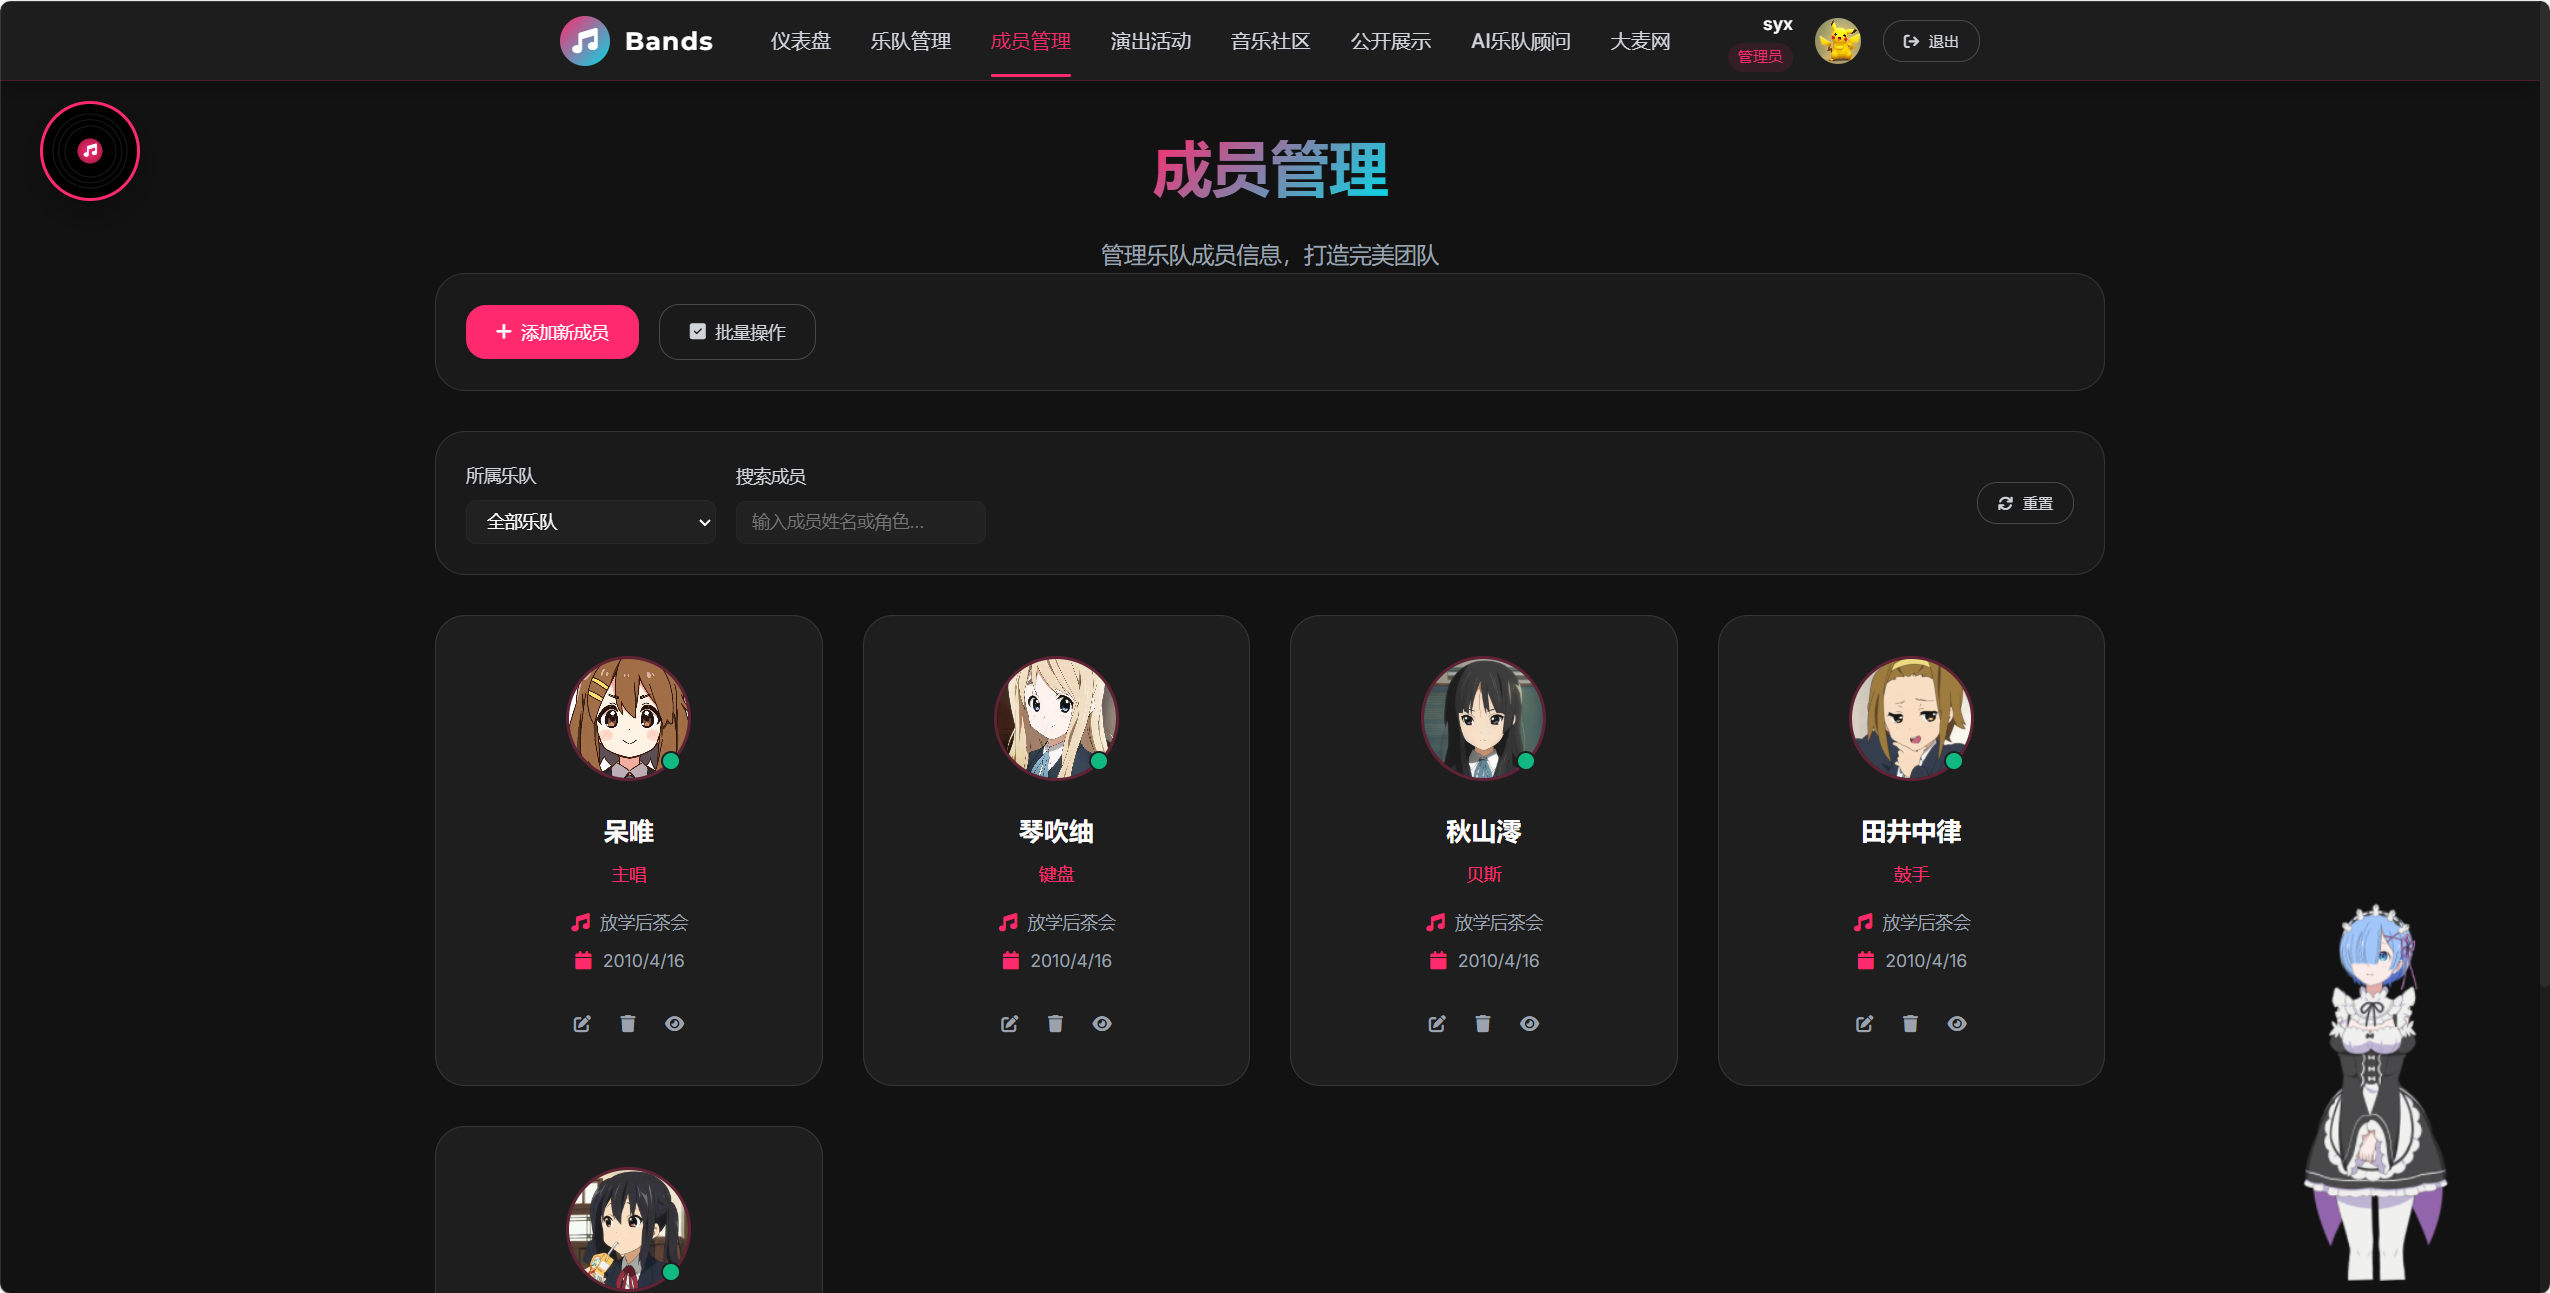 Bands
仪表盘
乐队管理
成员管理
演出活动
音乐社区
公开展示
AI乐队顾问
大麦网
syx
管理员
退出
成员管理
管理乐队成员信息，打造完美团队
添加新成员
批量操作
所属乐队
搜索成员
全部乐队
输入成员姓名或角色...
重置
呆唯
主唱
放学后茶会
2010/4/16
琴吹䌷
键盘
放学后茶会
2010/4/16
秋山澪
贝斯
放学后茶会
2010/4/16
田井中律
鼓手
放学后茶会
2010/4/16